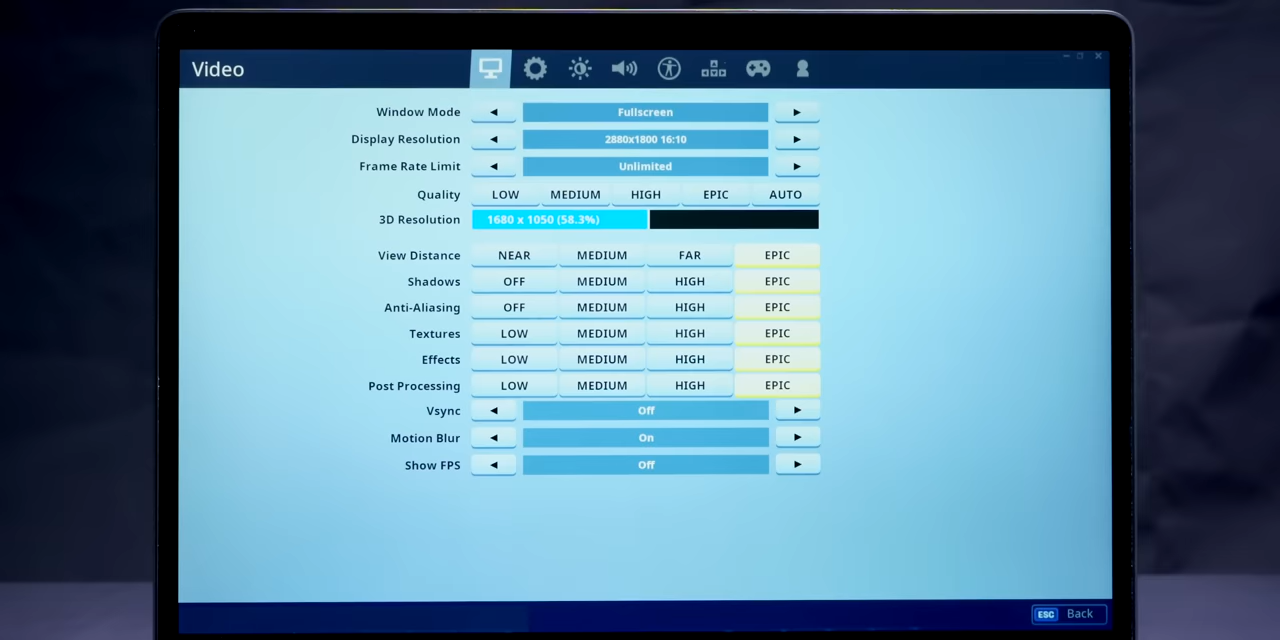 Video
Window Mode ◄ Fullscreen ►
Display Resolution ◄ 2880x1800 16:10 ►
Frame Rate Limit ◄ Unlimited ►
Quality LOW MEDIUM HIGH EPIC AUTO
3D Resolution 1680 x 1050 (58.3%)
View Distance NEAR MEDIUM FAR EPIC
Shadows OFF MEDIUM HIGH EPIC
Anti-Aliasing OFF MEDIUM HIGH EPIC
Textures LOW MEDIUM HIGH EPIC
Effects LOW MEDIUM HIGH EPIC
Post Processing LOW MEDIUM HIGH EPIC
Vsync ◄ Off ►
Motion Blur ◄ On ►
Show FPS ◄ Off ►
ESC Back